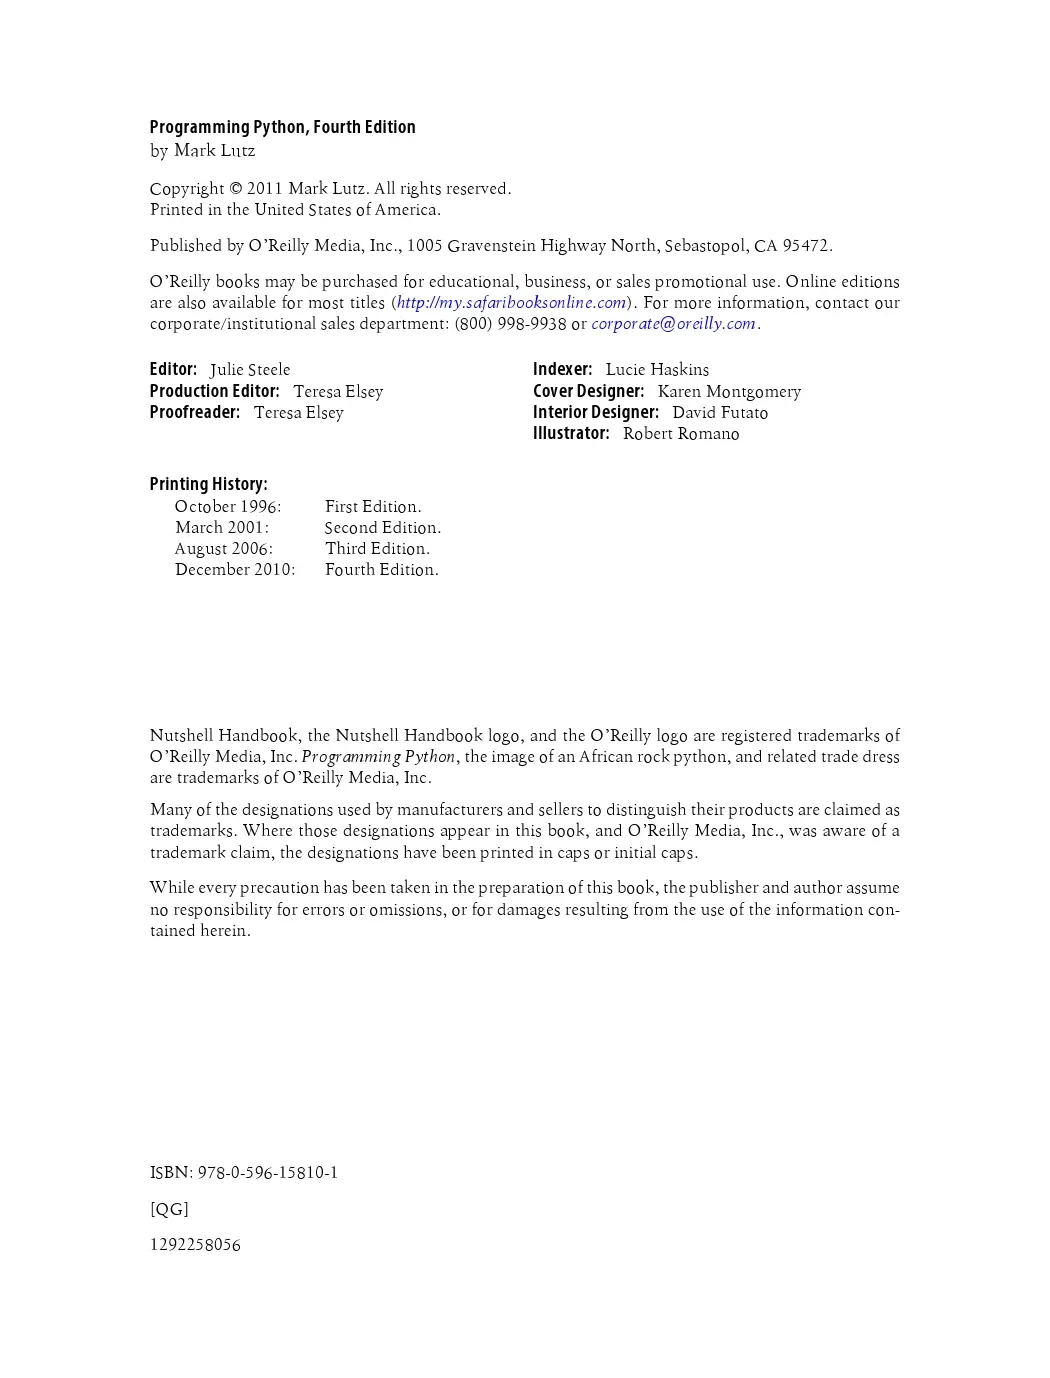 Programming Python, Fourth Edition
by Mark Lutz
Copyright © 2011 Mark Lutz. All rights reserved.
Printed in the United States of America.
Published by O’Reilly Media, Inc., 1005 Gravenstein Highway North, Sebastopol, CA 95472.
O’Reilly books may be purchased for educational, business, or sales promotional use. Online editions
are also available for most titles (http://my.safaribooksonline.com). For more information, contact our
corporate/institutional sales department: (800) 998-9938 or corporate@oreilly.com.
Editor: Julie Steele
Production Editor: Teresa Elsey
Proofreader: Teresa Elsey
Indexer: Lucie Haskins
Cover Designer: Karen Montgomery
Interior Designer: David Futato
Illustrator: Robert Romano
Printing History:
October 1996: First Edition.
March 2001: Second Edition.
August 2006: Third Edition.
December 2010: Fourth Edition.
Nutshell Handbook, the Nutshell Handbook logo, and the O’Reilly logo are registered trademarks of
O’Reilly Media, Inc. Programming Python, the image of an African rock python, and related trade dress
are trademarks of O’Reilly Media, Inc.
Many of the designations used by manufacturers and sellers to distinguish their products are claimed as
trademarks. Where those designations appear in this book, and O’Reilly Media, Inc., was aware of a
trademark claim, the designations have been printed in caps or initial caps.
While every precaution has been taken in the preparation of this book, the publisher and author assume
no responsibility for errors or omissions, or for damages resulting from the use of the information con-
tained herein.
ISBN: 978-0-596-15810-1
[QG]
1292258056